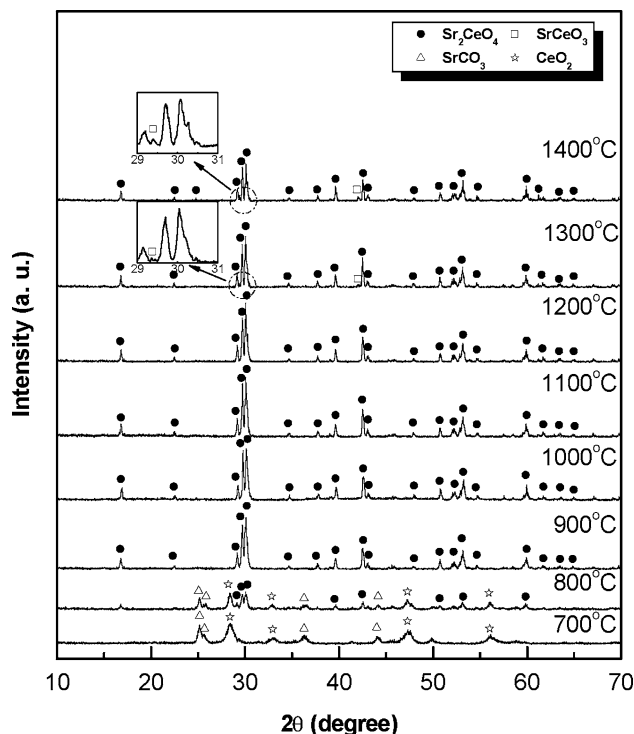 ● Sr₂CeO₄ □ SrCeO₃
△ SrCO₃ ☆ CeO₂
29 30 31
1400°C
29 30 31
1300°C
1200°C
1100°C
1000°C
900°C
800°C
700°C
Intensity (a. u.)
10 20 30 40 50 60 70
2θ (degree)